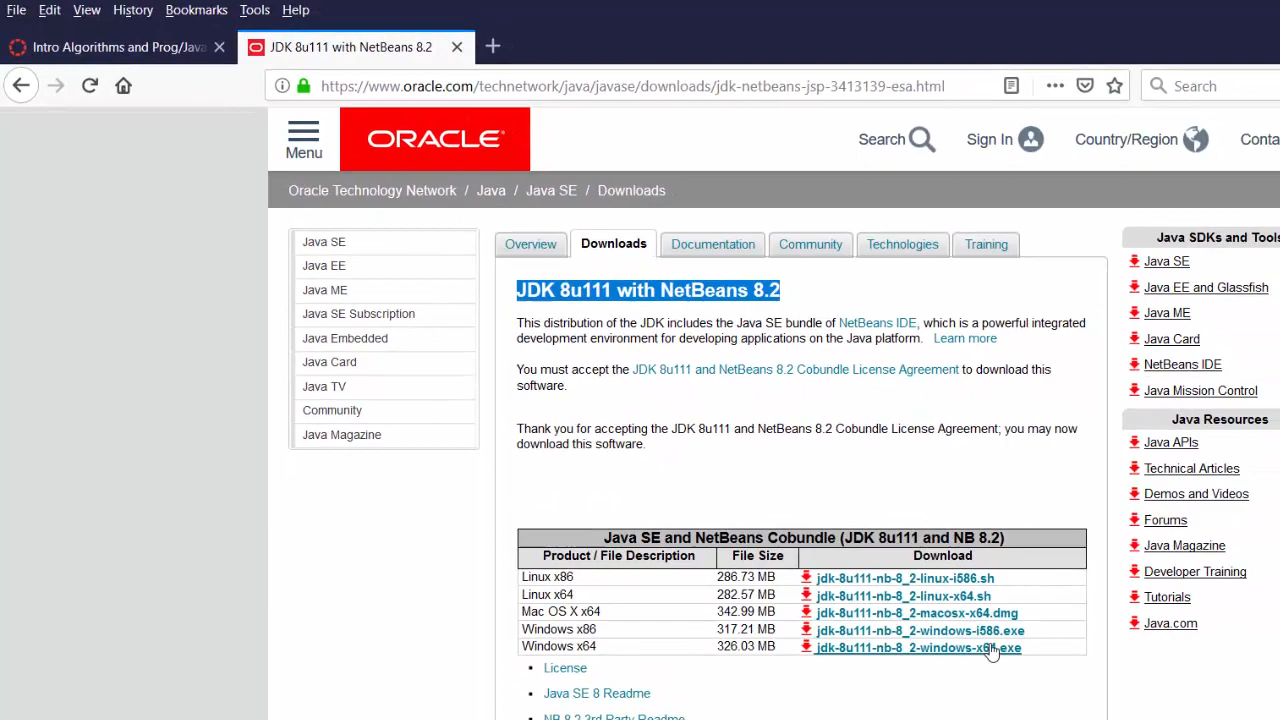 File Edit View History Bookmarks Tools Help
Intro Algorithms and Prog/Java
JDK 8u111 with NetBeans 8.2
https://www.oracle.com/technetwork/java/javase/downloads/jdk-netbeans-jsp-3413139-esa.html
Search
Menu
ORACLE
Search
Sign In
Country/Region
Conta
Oracle Technology Network / Java / Java SE / Downloads
Java SE
Java EE
Java ME
Java SE Subscription
Java Embedded
Java Card
Java TV
Community
Java Magazine
Overview
Downloads
Documentation
Community
Technologies
Training
JDK 8u111 with NetBeans 8.2
This distribution of the JDK includes the Java SE bundle of NetBeans IDE, which is a powerful integrated
development environment for developing applications on the Java platform. Learn more
You must accept the JDK 8u111 and NetBeans 8.2 Cobundle License Agreement to download this
software.
Thank you for accepting the JDK 8u111 and NetBeans 8.2 Cobundle License Agreement; you may now
download this software.
Java SE and NetBeans Cobundle (JDK 8u111 and NB 8.2)
Product / File Description File Size Download
Linux x86 286.73 MB jdk-8u111-nb-8_2-linux-i586.sh
Linux x64 282.57 MB jdk-8u111-nb-8_2-linux-x64.sh
Mac OS X x64 342.99 MB jdk-8u111-nb-8_2-macosx-x64.dmg
Windows x86 317.21 MB jdk-8u111-nb-8_2-windows-i586.exe
Windows x64 326.03 MB jdk-8u111-nb-8_2-windows-x64.exe
License
Java SE 8 Readme
NB 8.2 3rd Party Readme
Java SDKs and Tools
Java SE
Java EE and Glassfish
Java ME
Java Card
NetBeans IDE
Java Mission Control
Java Resources
Java APIs
Technical Articles
Demos and Videos
Forums
Java Magazine
Developer Training
Tutorials
Java.com